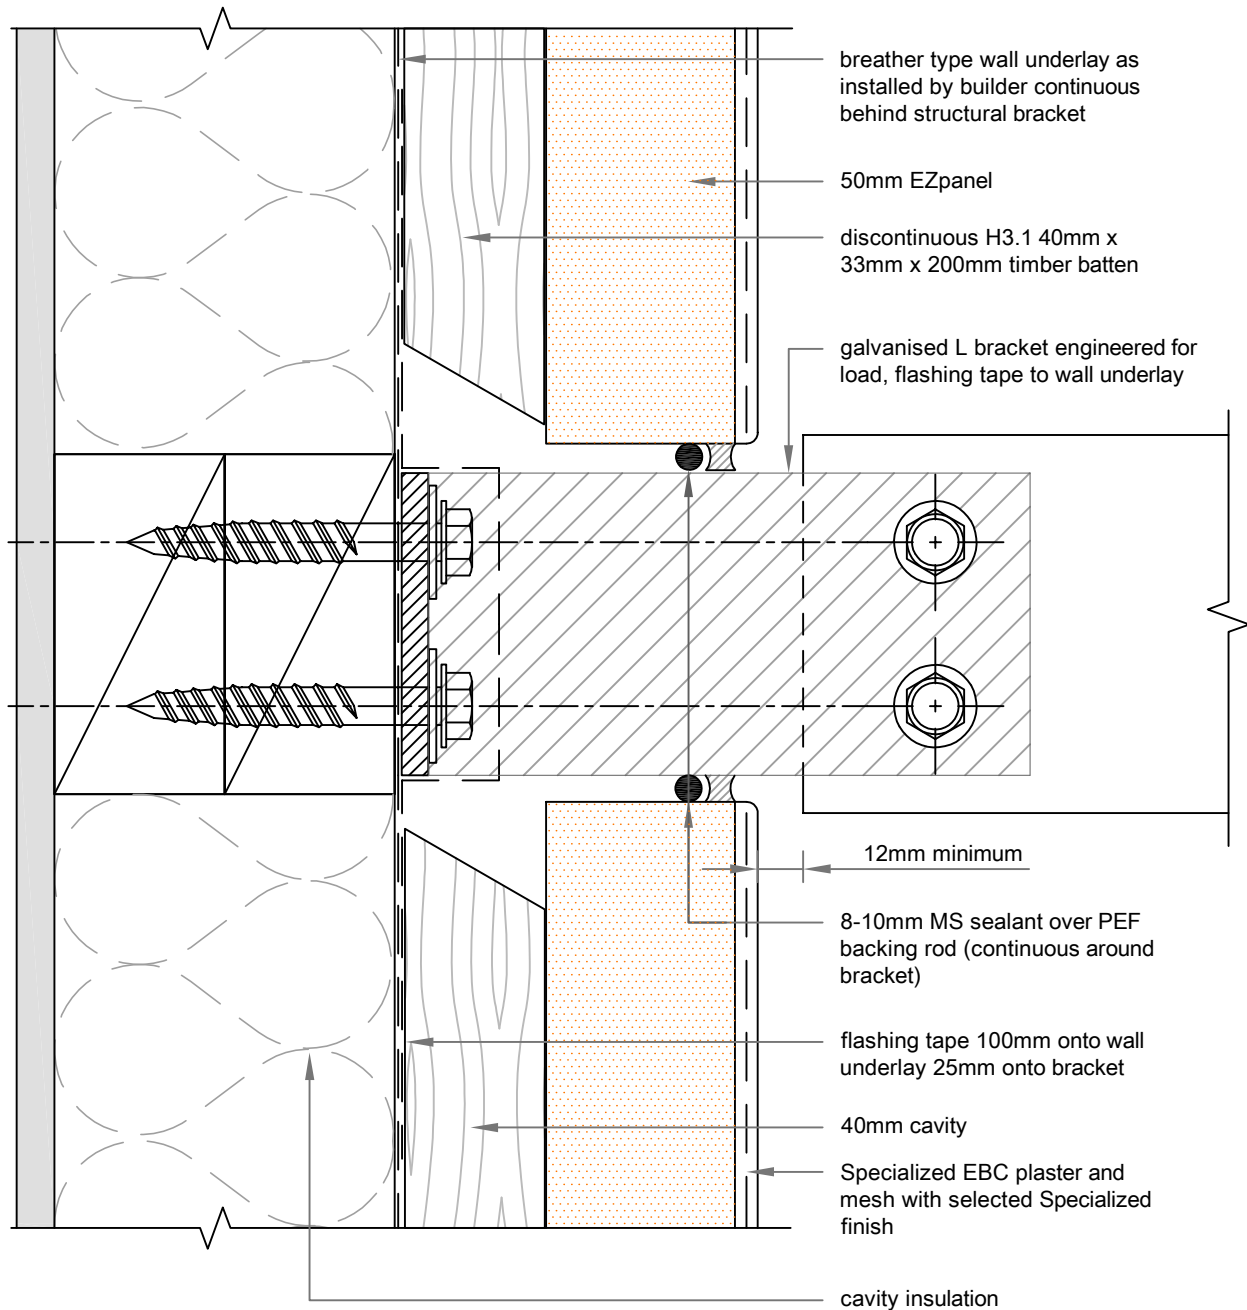 breather type wall underlay as
installed by builder continuous
behind structural bracket
50mm EZpanel
discontinuous H3.1 40mm x
33mm x 200mm timber batten
galvanised L bracket engineered for
load, flashing tape to wall underlay
12mm minimum
8-10mm MS sealant over PEF
backing rod (continuous around
bracket)
flashing tape 100mm onto wall
underlay 25mm onto bracket
40mm cavity
Specialized EBC plaster and
mesh with selected Specialized
finish
cavity insulation